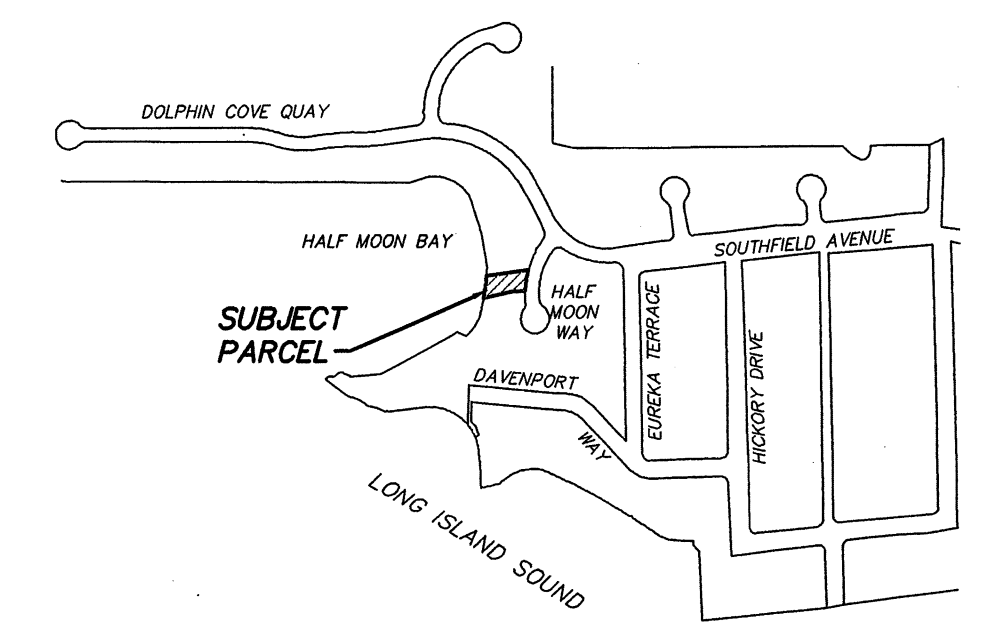 DOLPHIN COVE QUAY
HALF MOON BAY
SOUTHFIELD AVENUE
SUBJECT
PARCEL
HALF
MOON
WAY
EUREKA TERRACE
HICKORY DRIVE
DAVENPORT
WAY
LONG ISLAND SOUND